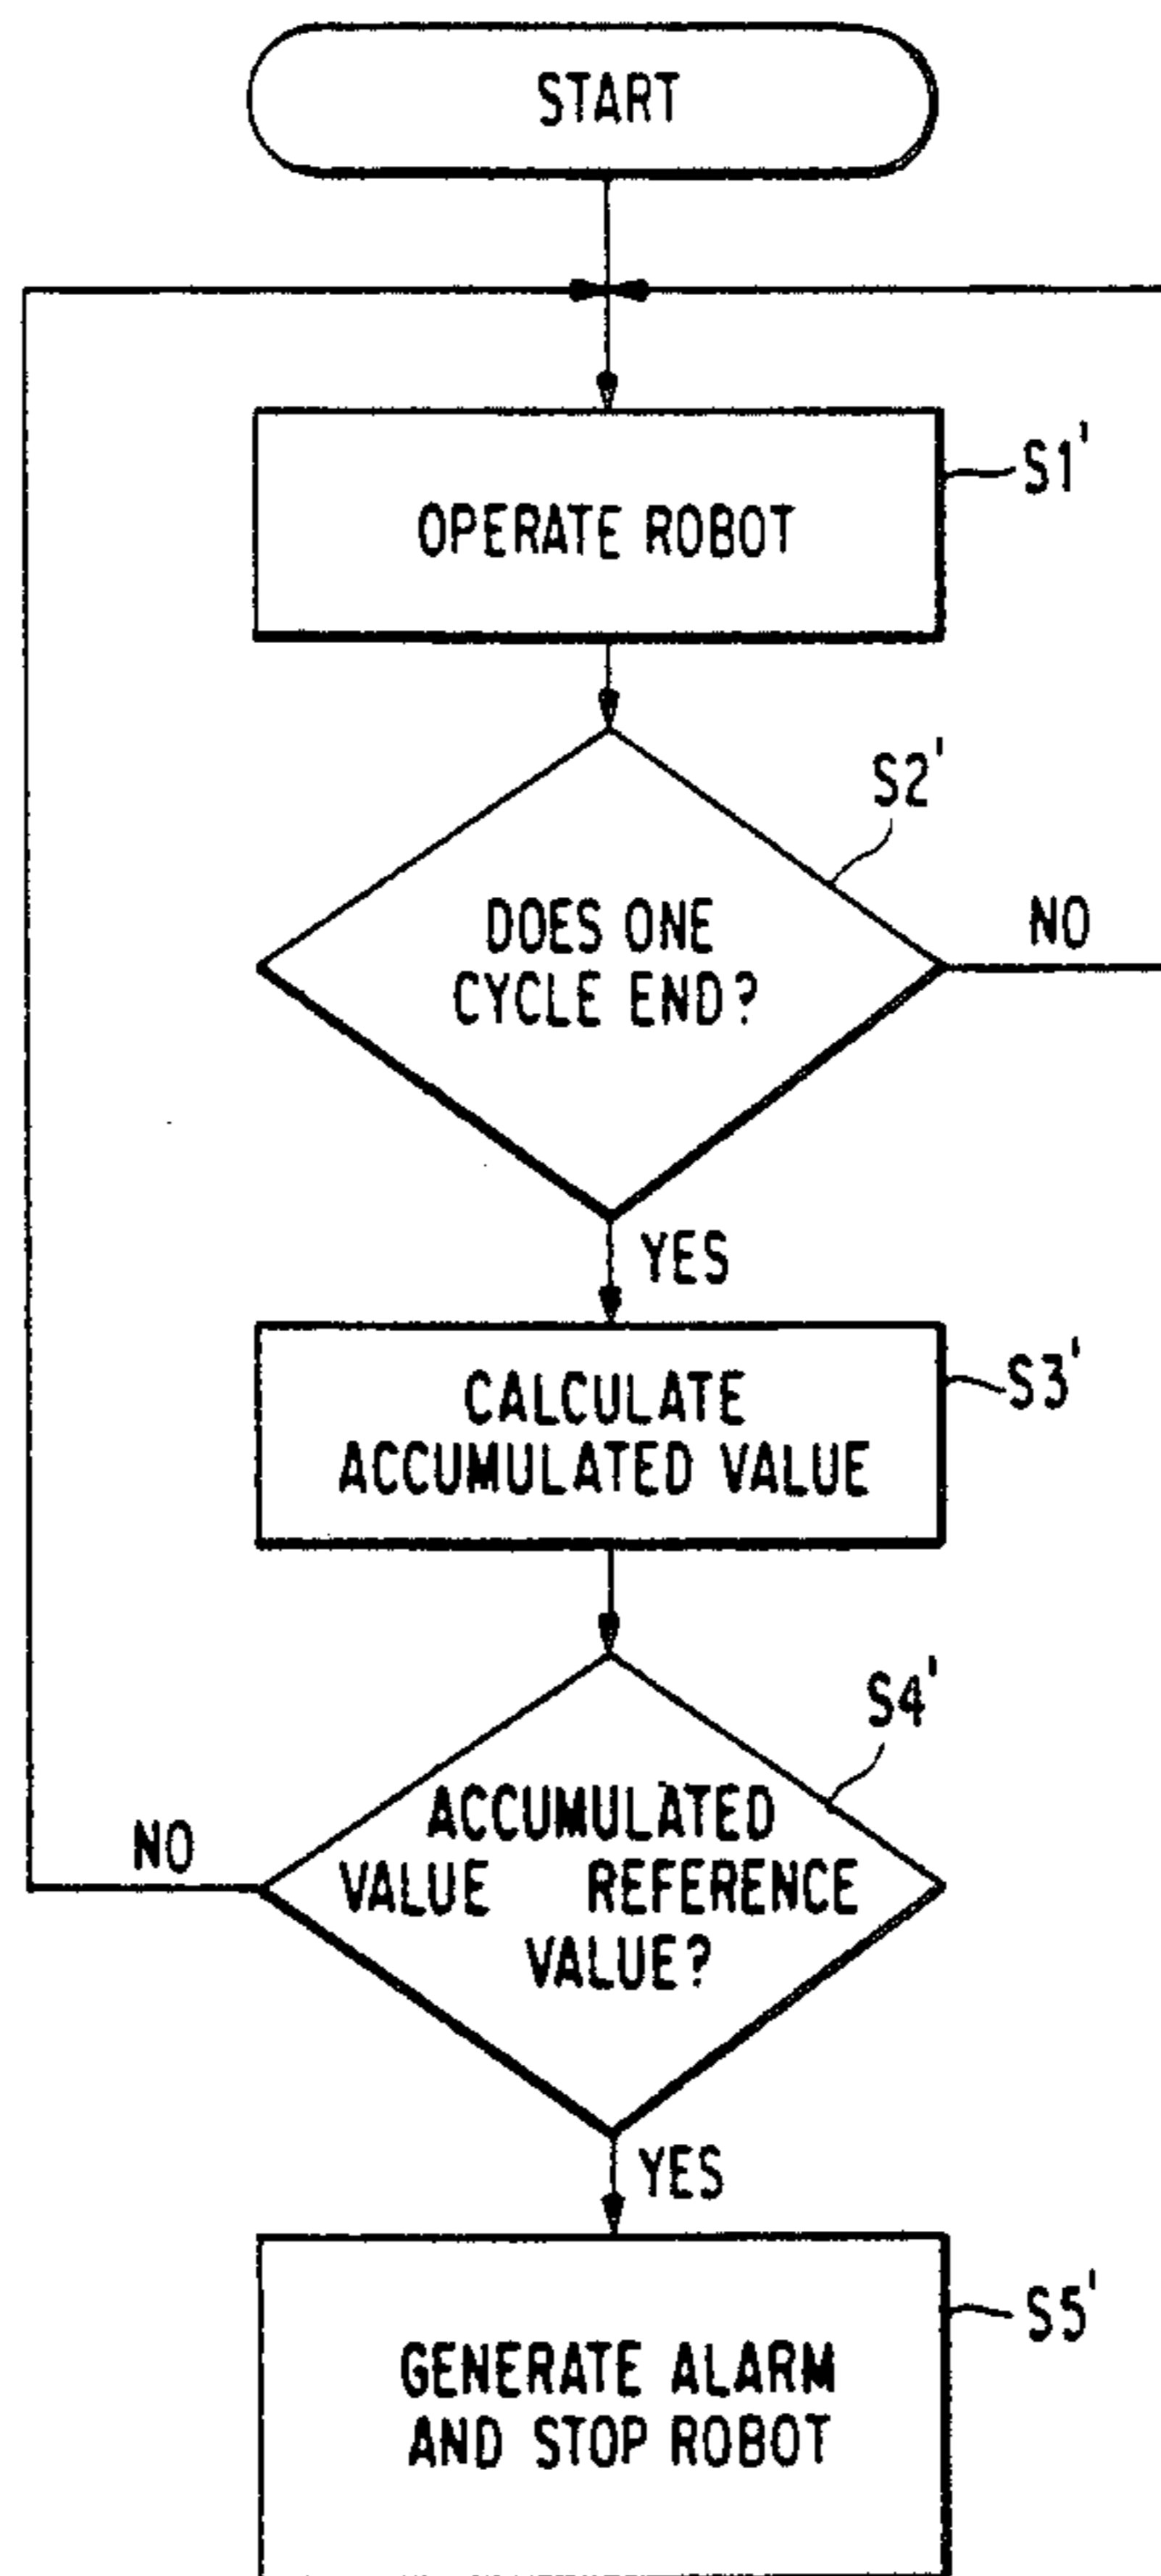 START
OPERATE ROBOT
S1'
DOES ONE
CYCLE END?
S2'
NO
YES
CALCULATE
ACCUMULATED VALUE
S3'
ACCUMULATED
VALUE REFERENCE
VALUE?
S4'
NO
YES
GENERATE ALARM
AND STOP ROBOT
S5'